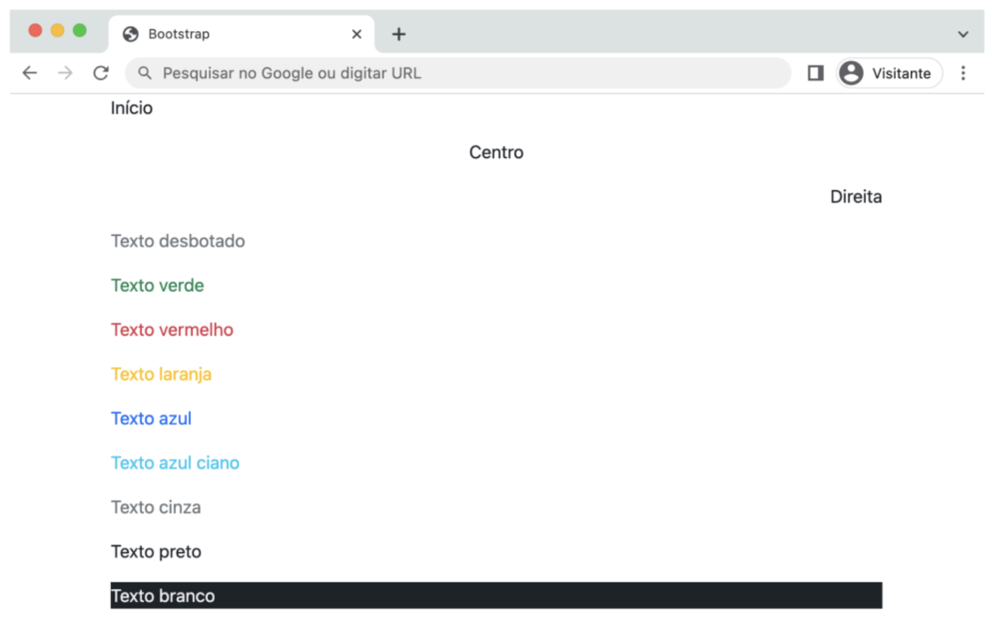 Bootstrap
Pesquisar no Google ou digitar URL
Visitante
Início
Centro
Direita
Texto desbotado
Texto verde
Texto vermelho
Texto laranja
Texto azul
Texto azul ciano
Texto cinza
Texto preto
Texto branco